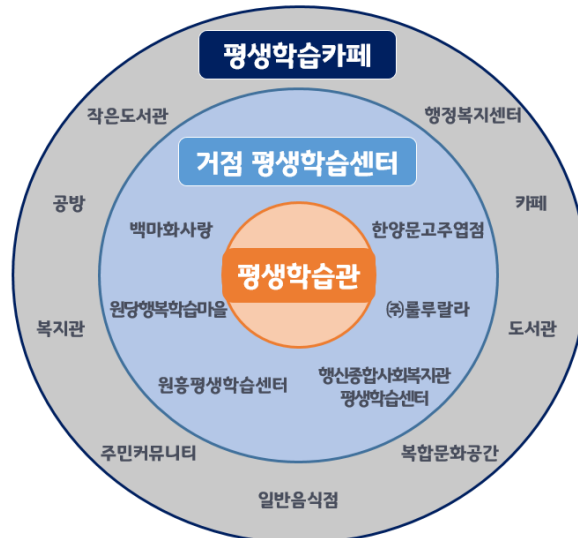 평생학습카페
작은도서관
행정복지센터
거점 평생학습센터
공방
카페
백마화사랑
한양문고주엽점
평생학습관
원당행복학습마을
㈜룰루랄라
복지관
도서관
원흥평생학습센터
행신종합사회복지관
평생학습센터
주민커뮤니티
복합문화공간
일반음식점